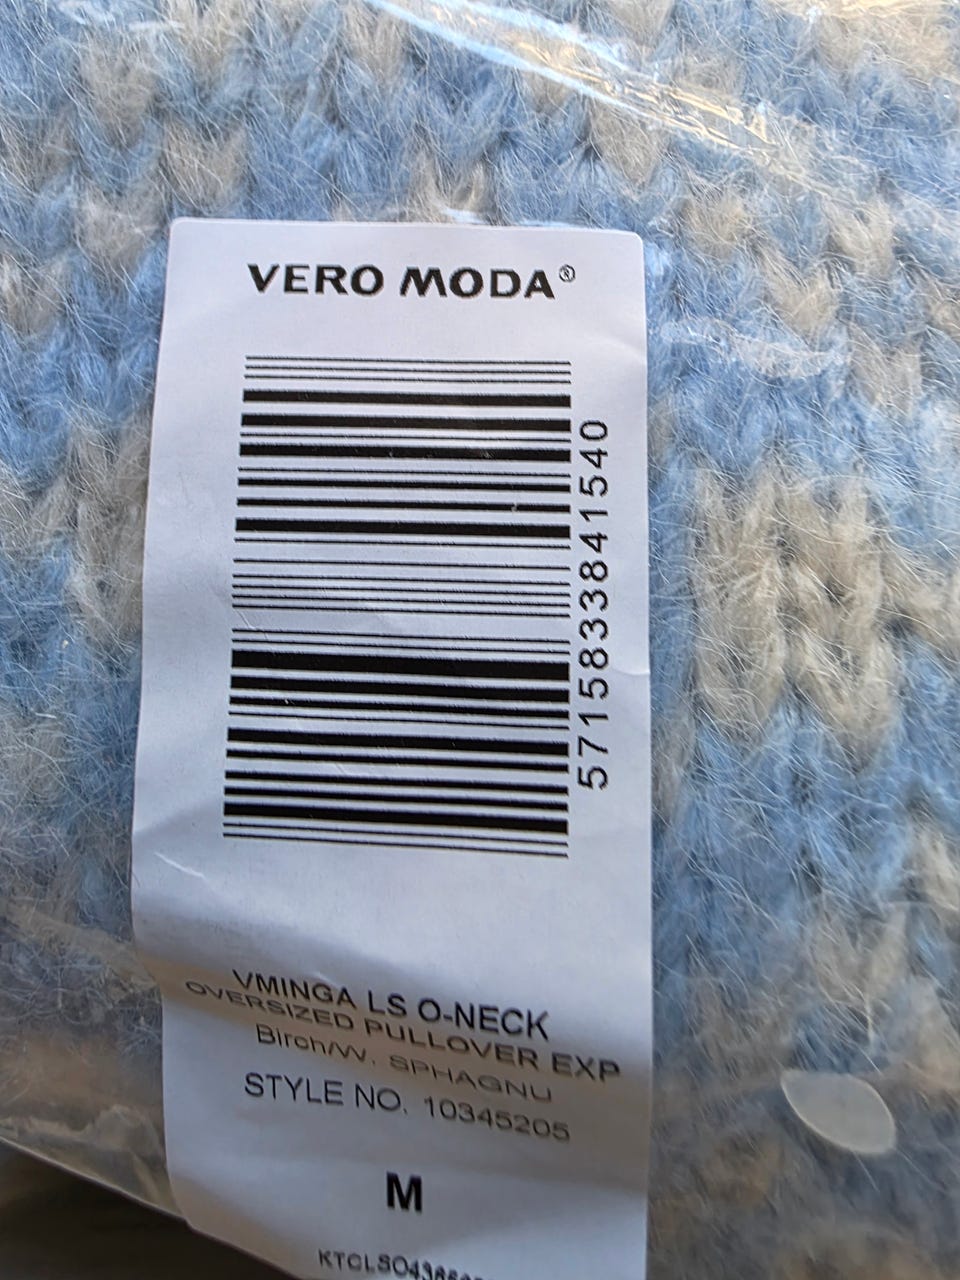 VERO MODA®
5715833841540
VMINGA LS O-NECK
OVERSIZED PULLOVER EXP
Birch/W. SPHAGNU
STYLE NO. 10345205
M